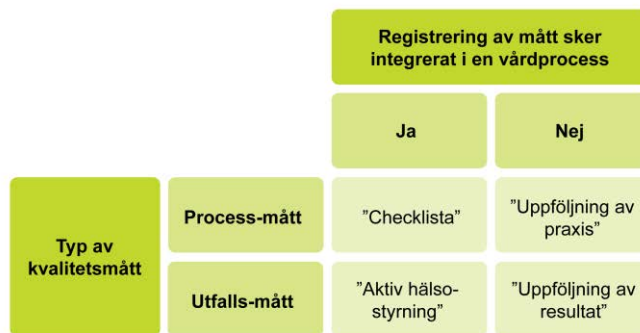 Registrering av mått sker
integrerat i en vårdprocess
Ja
Nej
Typ av
kvalitetsmått
Process-mått
”Checklista”
”Uppföljning av
praxis”
Utfalls-mått
”Aktiv hälso-
styrning”
”Uppföljning av
resultat”